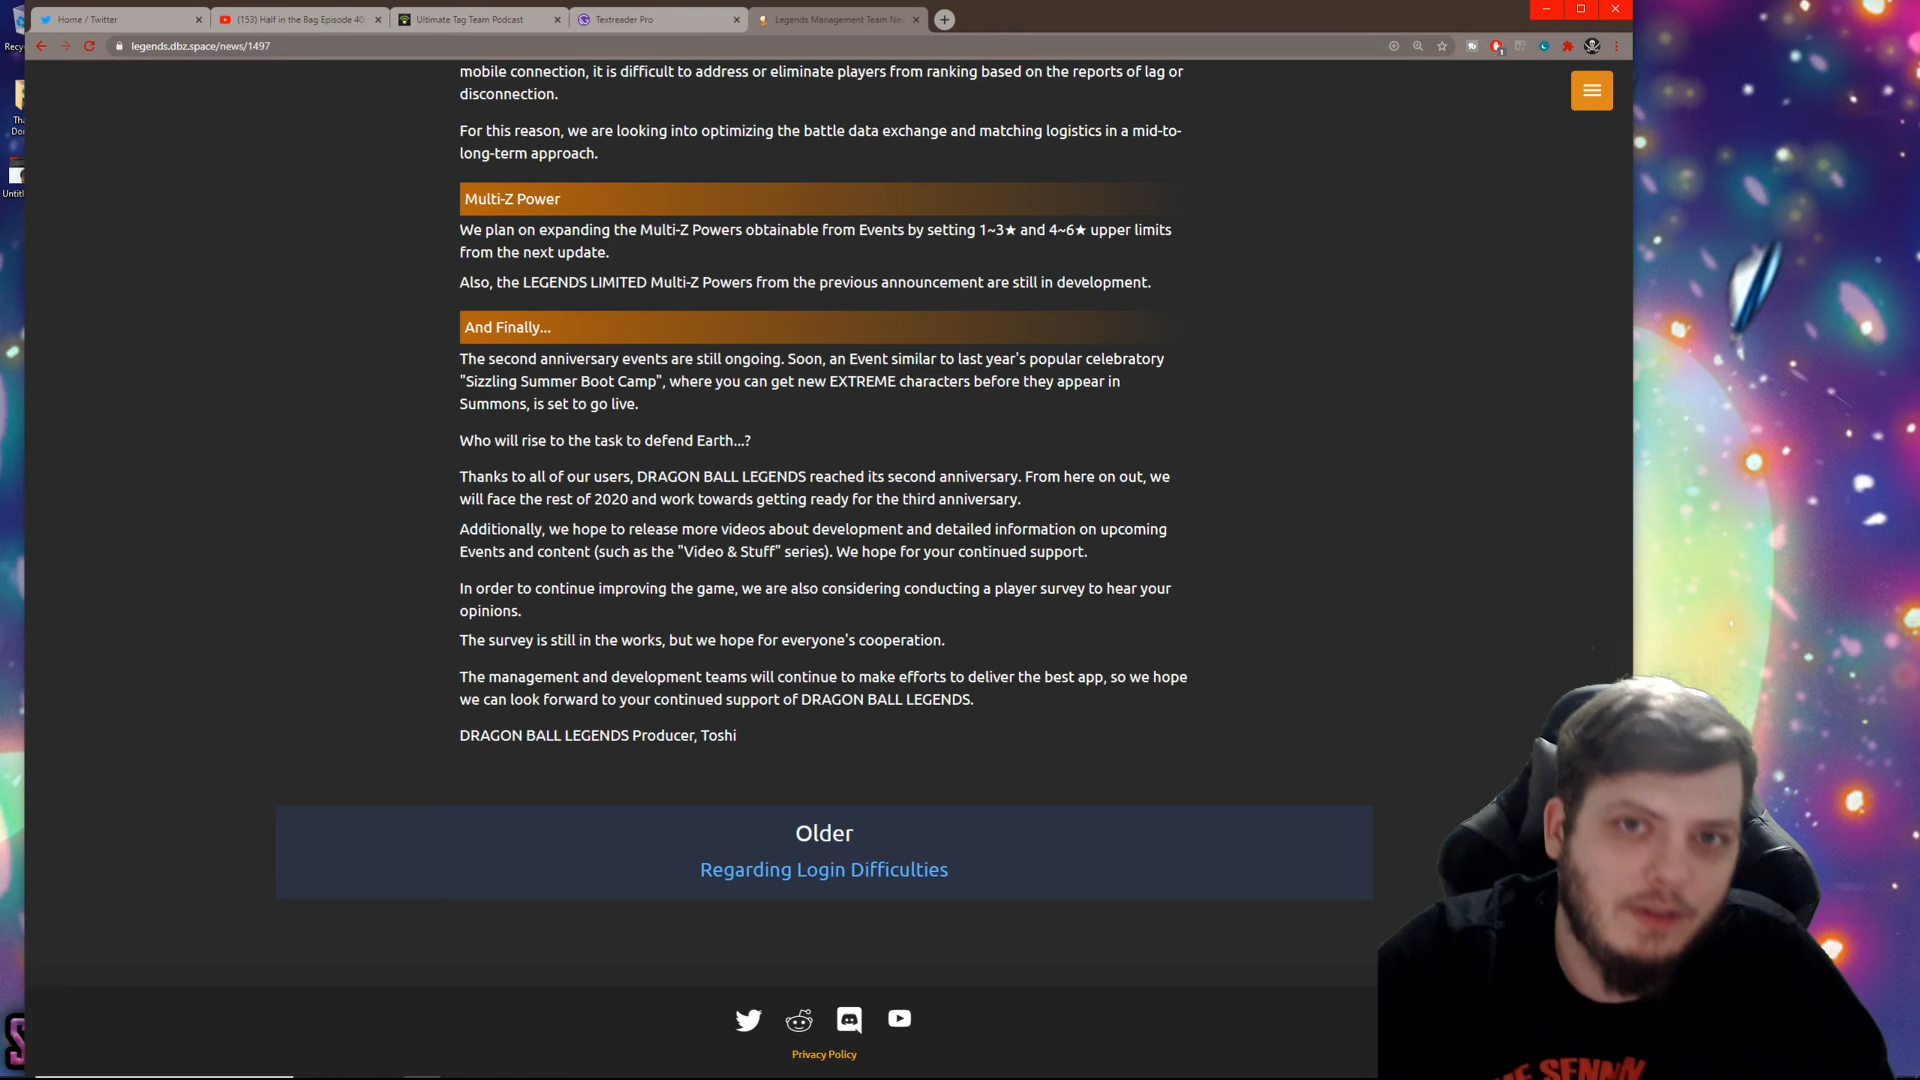 Home / Twitter
(153) Half in the Bag Episode 40
Ultimate Tag Team Podcast
Textreader Pro
Legends Management Team Ne
legends.dbz.space/news/1497
1
mobile connection, it is difficult to address or eliminate players from ranking based on the reports of lag or
disconnection.
For this reason, we are looking into optimizing the battle data exchange and matching logistics in a mid-to-
long-term approach.
Multi-Z Power
We plan on expanding the Multi-Z Powers obtainable from Events by setting 1~3★ and 4~6★ upper limits
from the next update.
Also, the LEGENDS LIMITED Multi-Z Powers from the previous announcement are still in development.
And Finally...
The second anniversary events are still ongoing. Soon, an Event similar to last year's popular celebratory
"Sizzling Summer Boot Camp", where you can get new EXTREME characters before they appear in
Summons, is set to go live.
Who will rise to the task to defend Earth...?
Thanks to all of our users, DRAGON BALL LEGENDS reached its second anniversary. From here on out, we
will face the rest of 2020 and work towards getting ready for the third anniversary.
Additionally, we hope to release more videos about development and detailed information on upcoming
Events and content (such as the "Video & Stuff" series). We hope for your continued support.
In order to continue improving the game, we are also considering conducting a player survey to hear your
opinions.
The survey is still in the works, but we hope for everyone's cooperation.
The management and development teams will continue to make efforts to deliver the best app, so we hope
we can look forward to your continued support of DRAGON BALL LEGENDS.
DRAGON BALL LEGENDS Producer, Toshi
Older
Regarding Login Difficulties
Privacy Policy